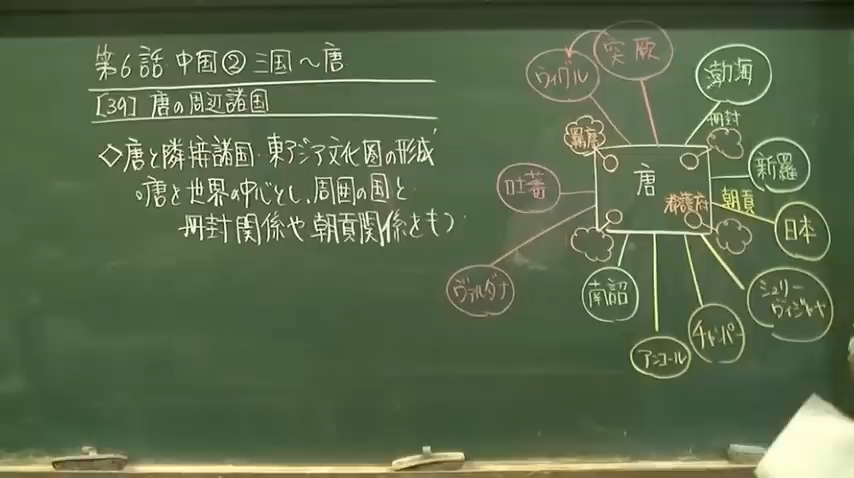 第6話 中国② 三国～唐
[39] 唐の周辺諸国
◇唐と隣接諸国・東アジア文化圏の形成
○唐を世界の中心とし、周囲の国と
冊封関係や朝貢関係をもつ
突厥
ウィグル
渤海
冊封
羈縻
唐
新羅
吐蕃
都護府
朝貢
日本
ヴァルダナ
南詔
シュリー
ヴィジャヤ
チャンパー
アンコール